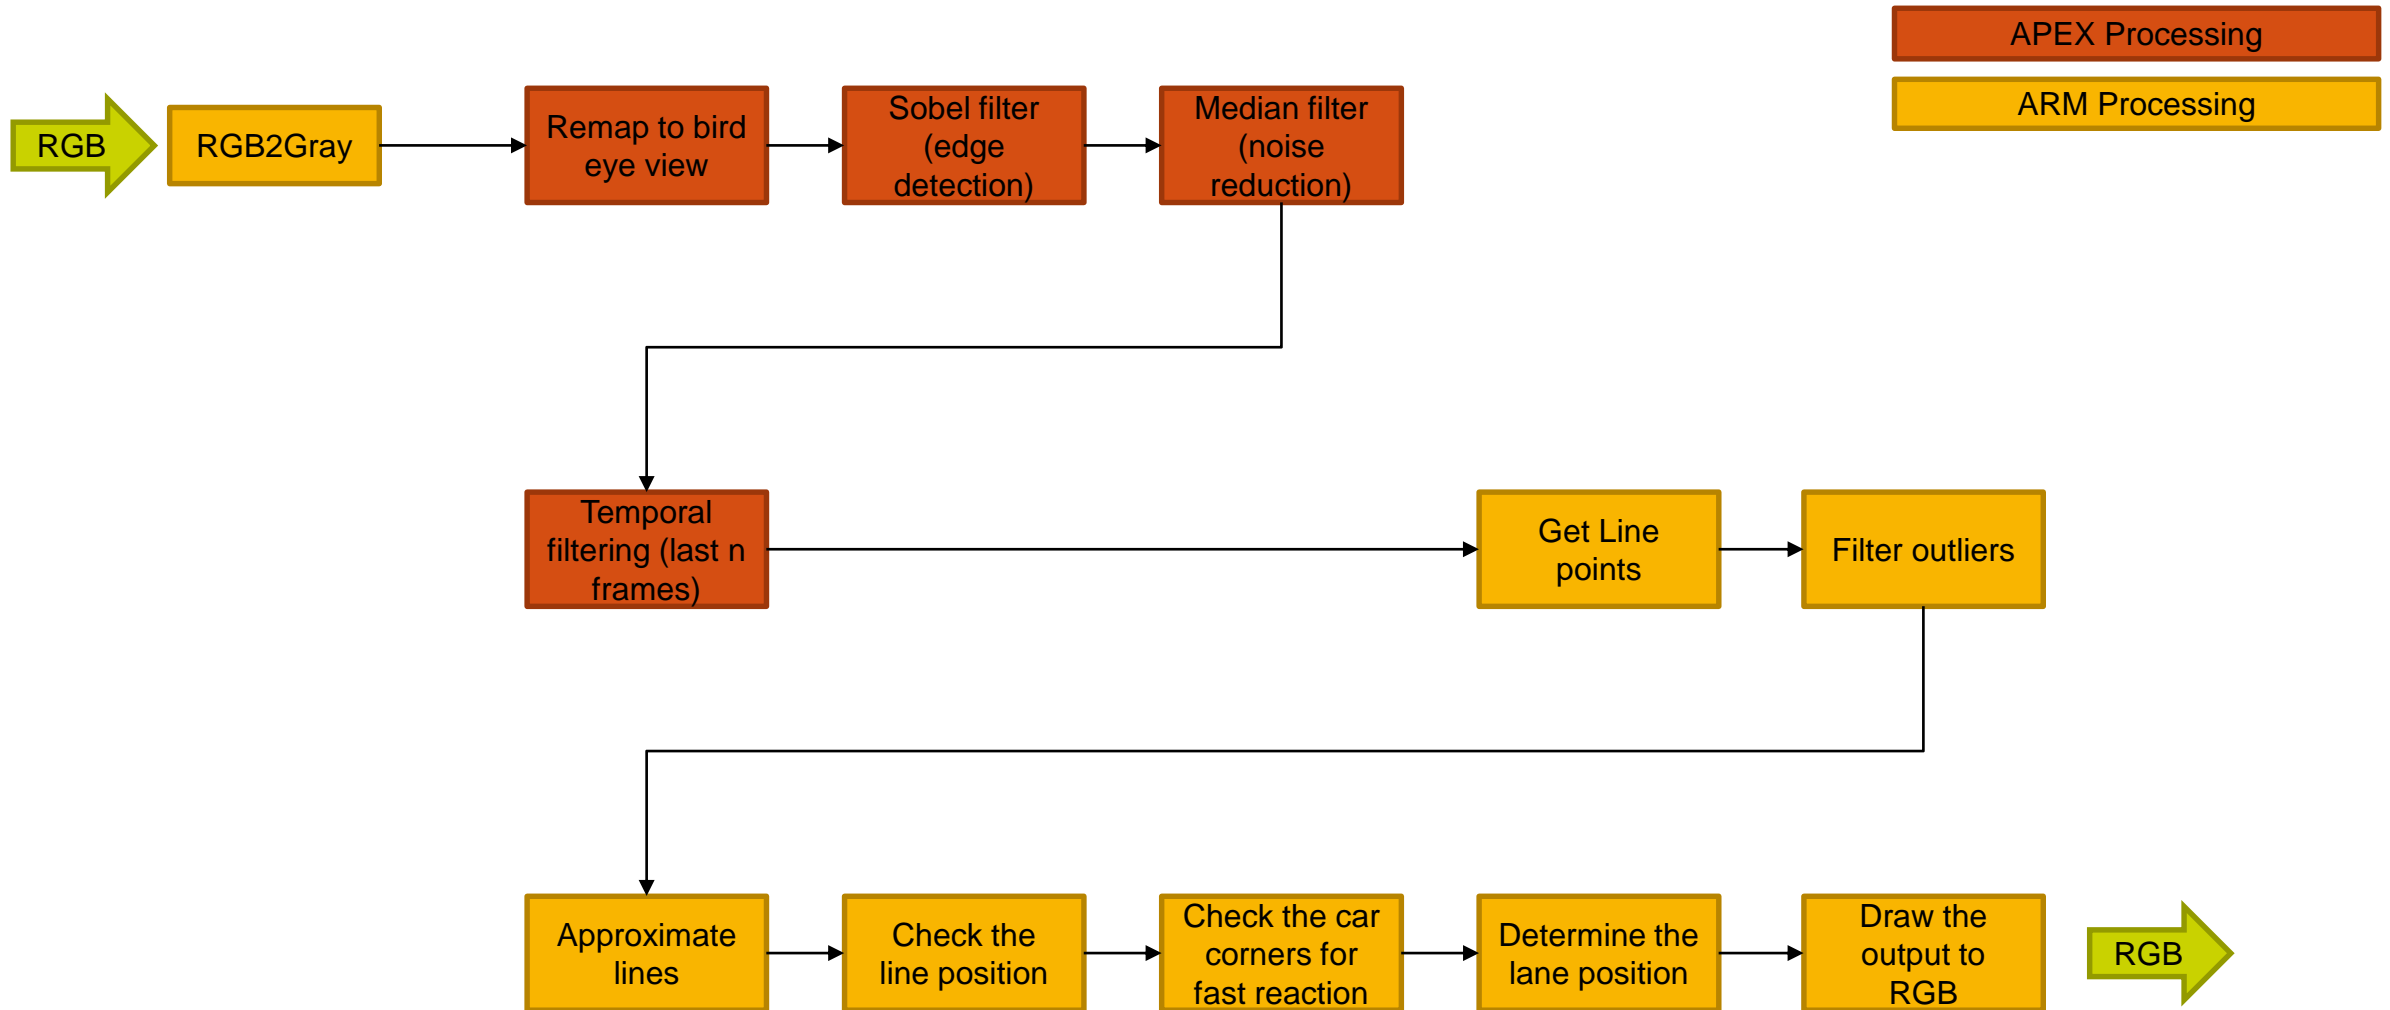 APEX Processing
ARM Processing
RGB
RGB2Gray
Remap to bird
eye view
Sobel filter
(edge
detection)
Median filter
(noise
reduction)
Temporal
filtering (last n
frames)
Get Line
points
Filter outliers
Approximate
lines
Check the
line position
Check the car
corners for
fast reaction
Determine the
lane position
Draw the
output to
RGB
RGB